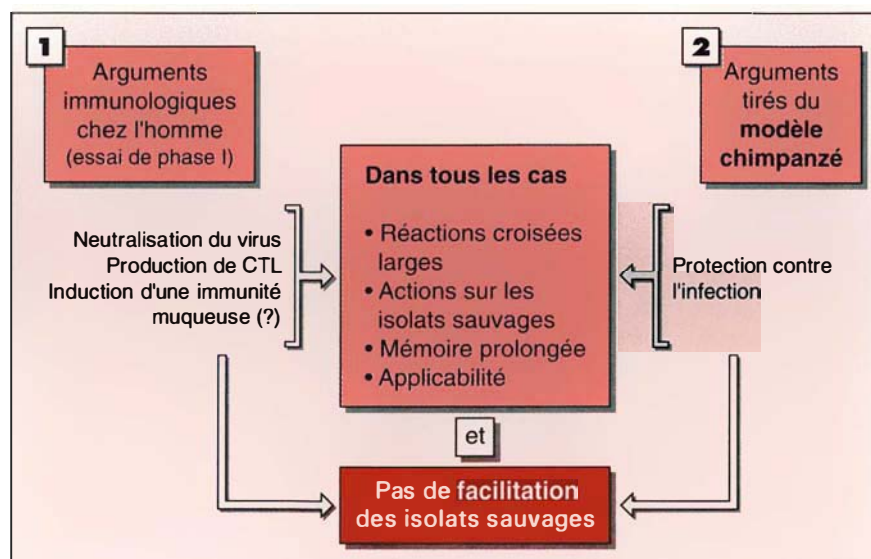 1
Arguments
immunologiques
chez l'homme
(essai de phase I)
2
Arguments
tirés du
modèle
chimpanzé
Neutralisation du virus
Production de CTL
Induction d'une immunité
muqueuse (?)
Dans tous les cas
• Réactions croisées
larges
• Actions sur les
isolats sauvages
• Mémoire prolongée
• Applicabilité
Protection contre
l'infection
et
Pas de facilitation
des isolats sauvages